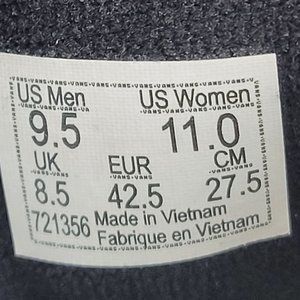 US Men US Women
9.5 11.0
UK EUR CM
8.5 42.5 27.5
721356 Made in Vietnam
Fabriqué en Vietnam